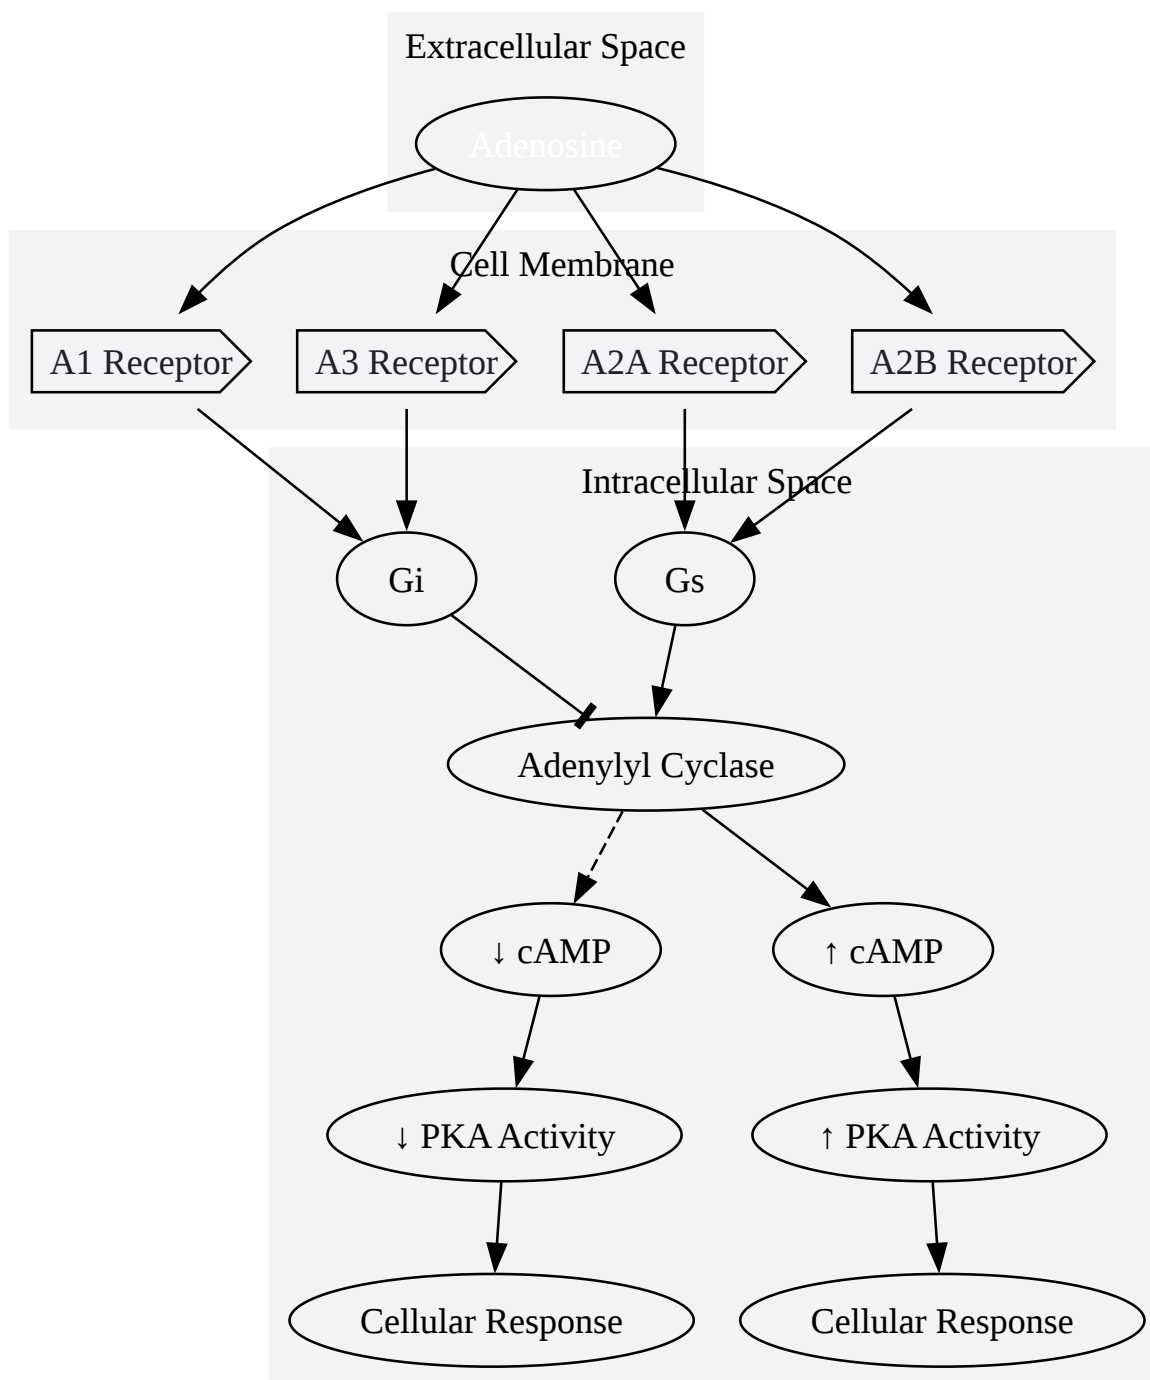 Extracellular Space
Adenosine
Cell Membrane
A1 Receptor
A3 Receptor
A2A Receptor
A2B Receptor
Intracellular Space
Gi
Gs
Adenylyl Cyclase
↓ cAMP
↑ cAMP
↓ PKA Activity
↑ PKA Activity
Cellular Response
Cellular Response